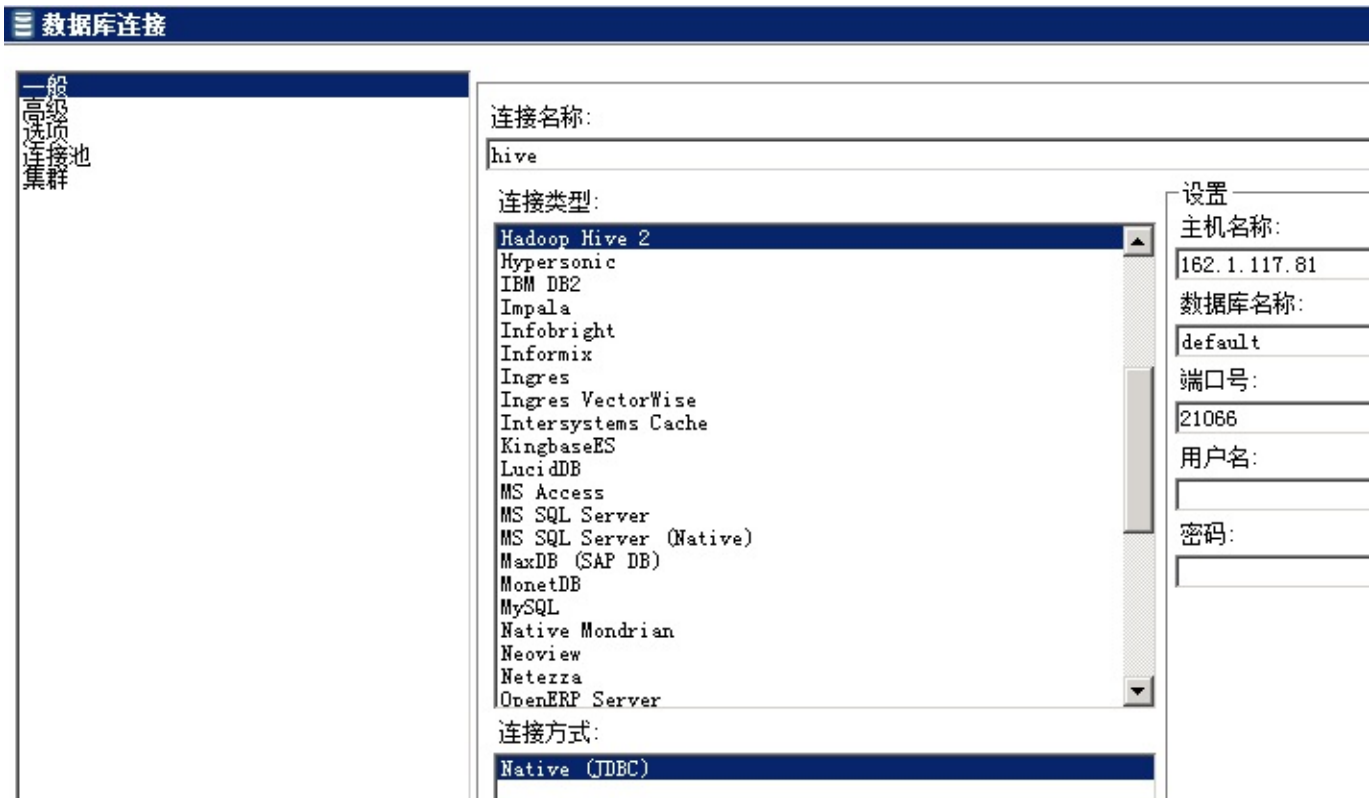 数据库连接
一般
高级
选项
连接池
集群
连接名称:
hive
连接类型:
Hadoop Hive 2
Hypersonic
IBM DB2
Impala
Infobright
Informix
Ingres
Ingres VectorWise
Intersystems Cache
KingbaseES
LucidDB
MS Access
MS SQL Server
MS SQL Server (Native)
MaxDB (SAP DB)
MonetDB
MySQL
Native Mondrian
Neoview
Netezza
OpenERP Server
连接方式:
Native (JDBC)
设置
主机名称:
162.1.117.81
数据库名称:
default
端口号:
21066
用户名:
密码: